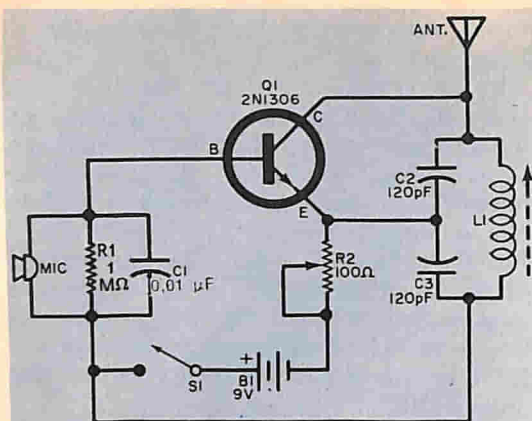 ANT.
Q1
2N1306
C
B
E
C2
120pF
L1
MIC
R1
1
MΩ
C1
0,01 µF
R2
100Ω
C3
120pF
+
S1
B1
9V